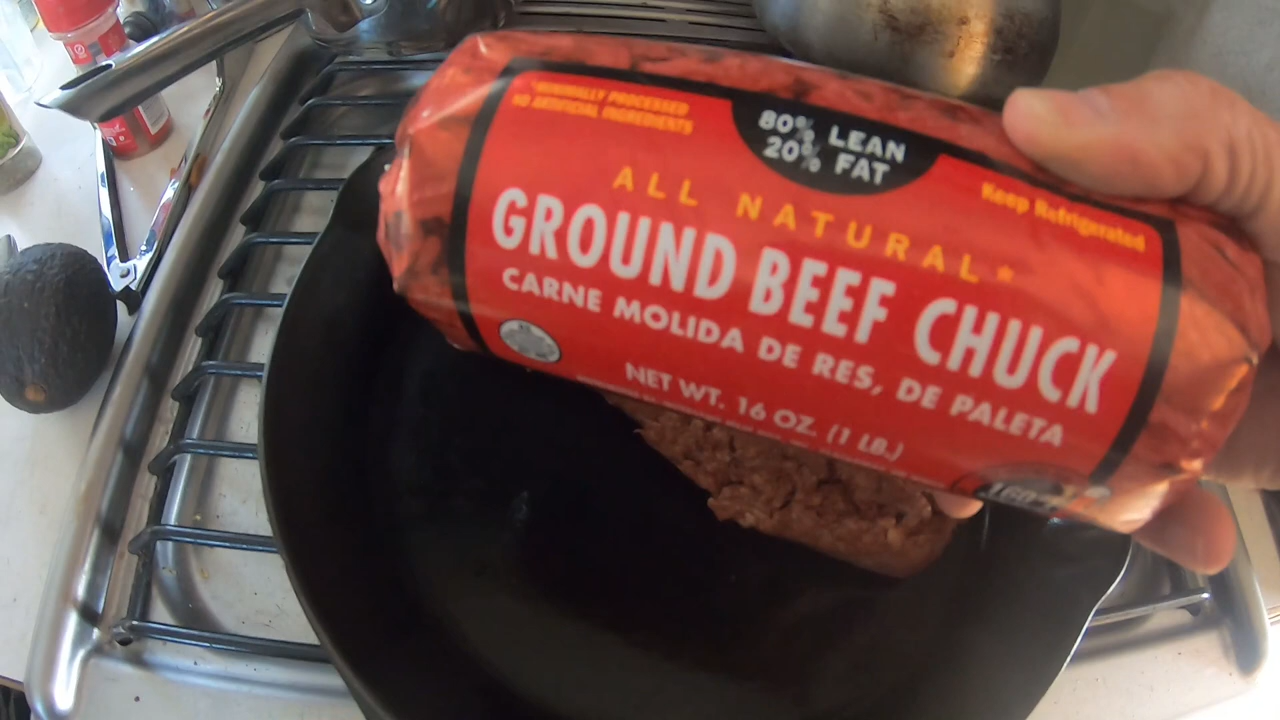 MINIMALLY PROCESSED
NO ARTIFICIAL INGREDIENTS
80% LEAN
20% FAT
Keep Refrigerated
ALL NATURAL*
GROUND BEEF CHUCK
CARNE MOLIDA DE RES, DE PALETA
NET WT. 16 OZ. (1 LB.)
160°